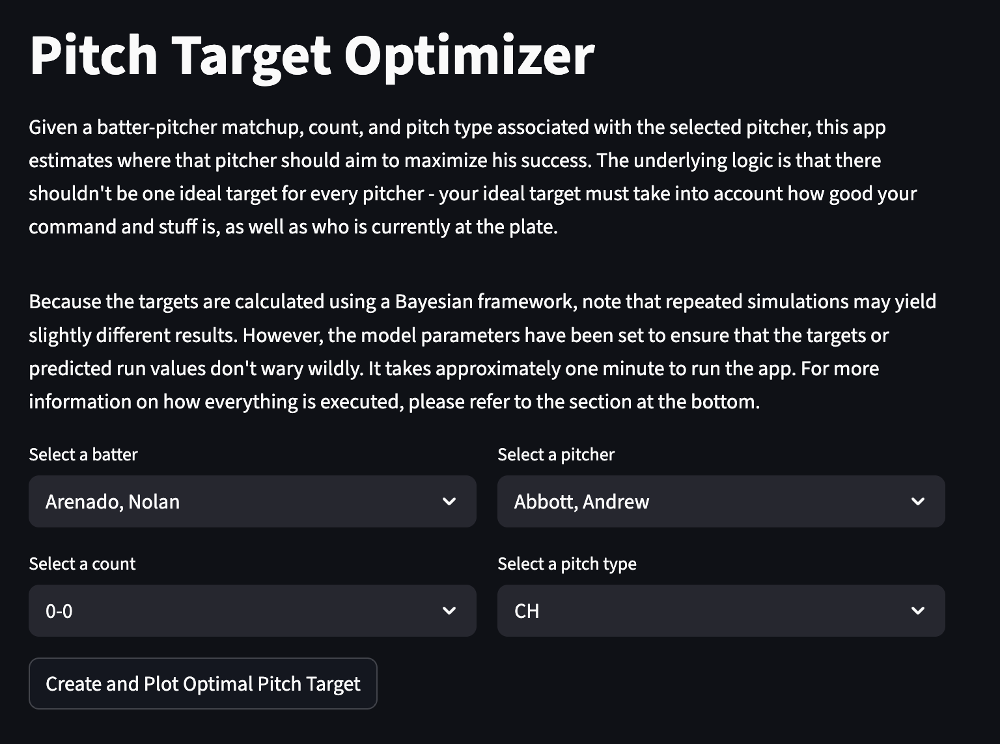 Pitch Target Optimizer
Given a batter-pitcher matchup, count, and pitch type associated with the selected pitcher, this app
estimates where that pitcher should aim to maximize his success. The underlying logic is that there
shouldn't be one ideal target for every pitcher - your ideal target must take into account how good your
command and stuff is, as well as who is currently at the plate.
Because the targets are calculated using a Bayesian framework, note that repeated simulations may yield
slightly different results. However, the model parameters have been set to ensure that the targets or
predicted run values don't wary wildly. It takes approximately one minute to run the app. For more
information on how everything is executed, please refer to the section at the bottom.
Select a batter
Arenado, Nolan
Select a pitcher
Abbott, Andrew
Select a count
0-0
Select a pitch type
CH
Create and Plot Optimal Pitch Target